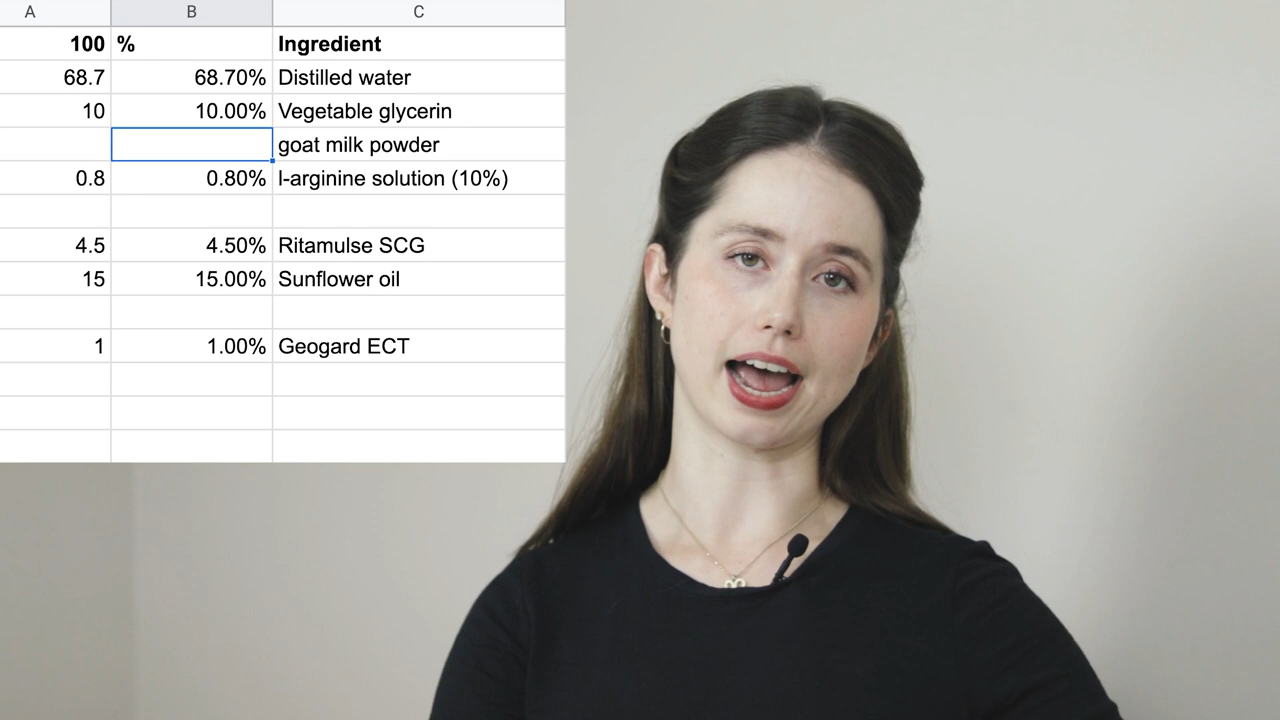 A B C
100 % Ingredient
68.7 68.70% Distilled water
10 10.00% Vegetable glycerin
goat milk powder
0.8 0.80% l-arginine solution (10%)
4.5 4.50% Ritamulse SCG
15 15.00% Sunflower oil
1 1.00% Geogard ECT